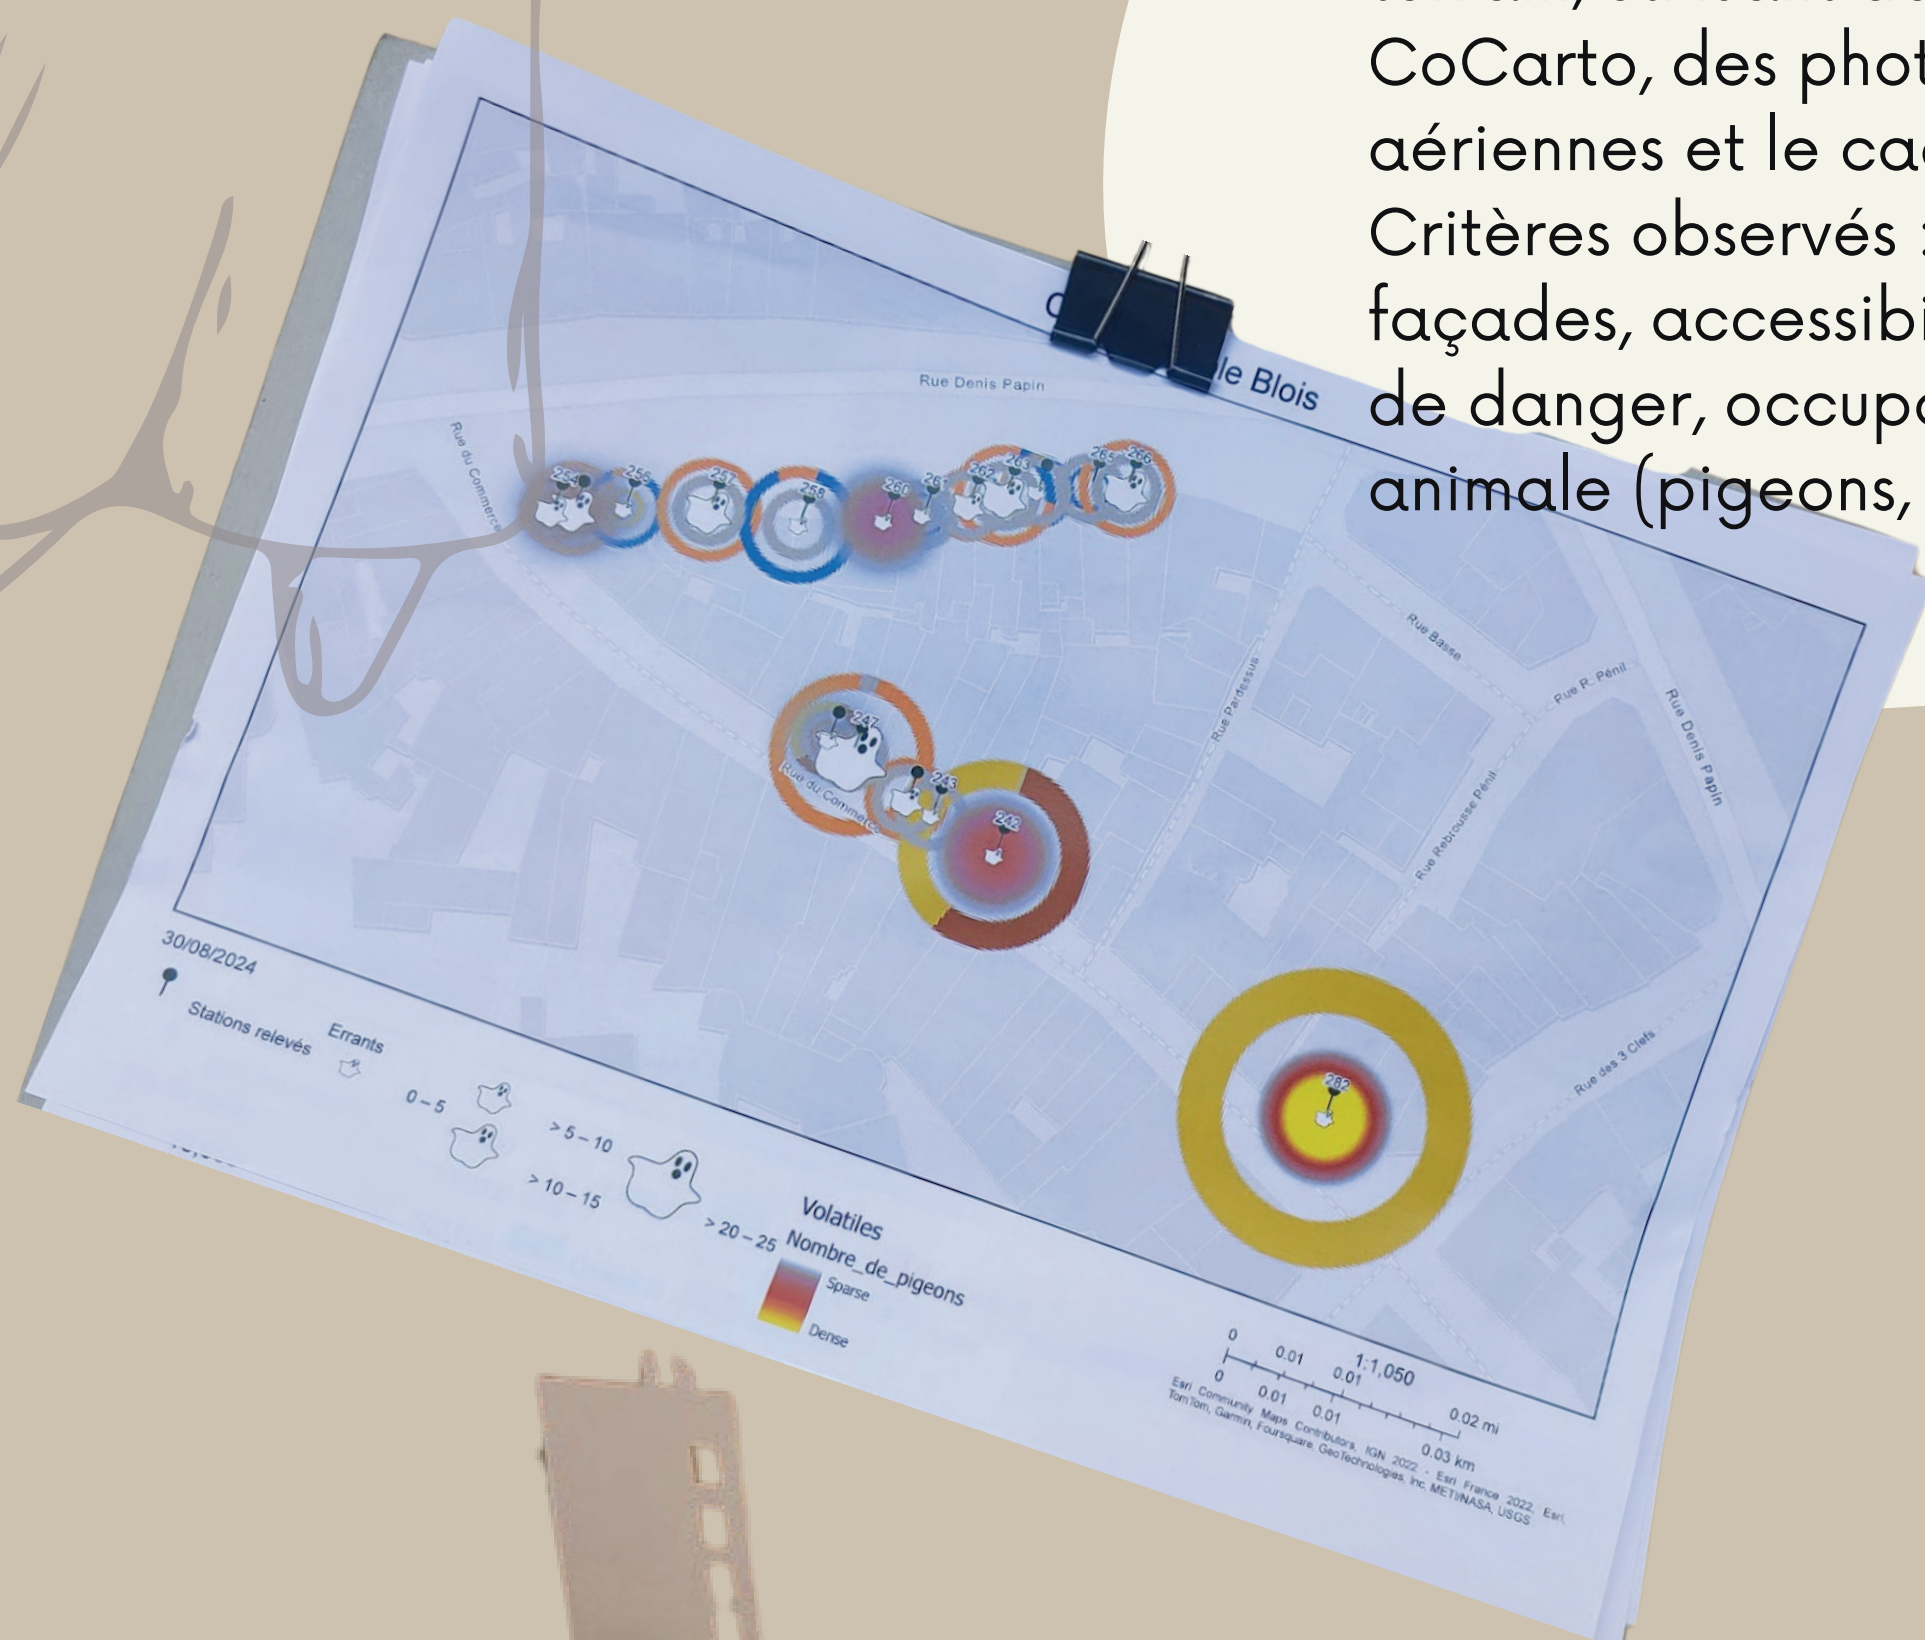 CoCarto, des phot
aériennes et le ca
Critères observés :
façades, accessibi
de danger, occup
animale (pigeons,
le Blois
Rue Denis Papin
Rue du Commerce
254
255
257
258
260
261
262
263
265
266
Rue Basse
Rue R. Pénil
Rue Denis Papin
Rue Pardessus
Rue Rebrousse Pénil
247
Rue du Commerce
243
242
282
Rue des 3 Clefs
30/08/2024
Stations relevés
Errants
0 – 5
> 5 – 10
> 10 – 15
> 20 – 25
Volatiles
Nombre_de_pigeons
Sparse
Dense
1:1,050
0 0.01 0.01 0.02 mi
0 0.01 0.01 0.03 km
Esri Community Maps Contributors, IGN 2022 - Esri France 2022, Esri,
TomTom, Garmin, Foursquare, GeoTechnologies, Inc, METI/NASA, USGS